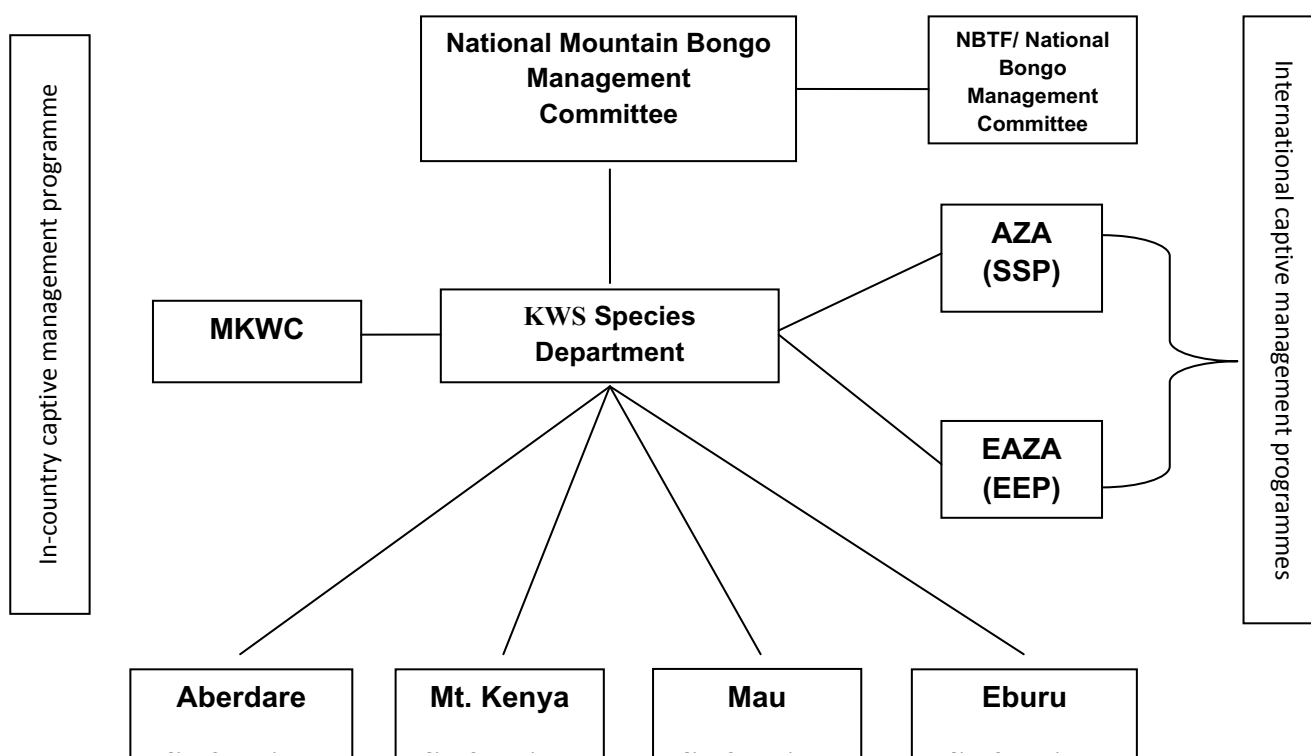 In-country captive management programme
National Mountain Bongo
Management
Committee
NBTF/ National
Bongo
Management
Committee
International captive management programmes
AZA
(SSP)
MKWC
KWS Species
Department
EAZA
(EEP)
Aberdare
Mt. Kenya
Mau
Eburu